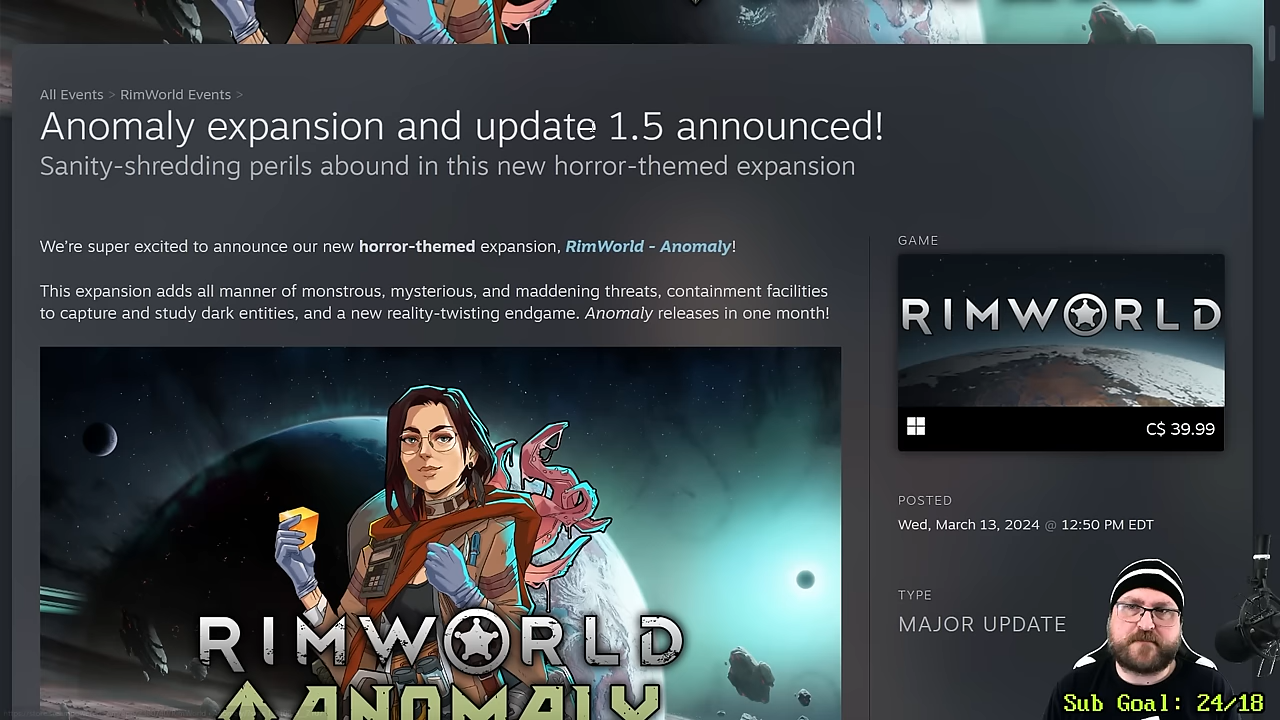 All Events > RimWorld Events >
Anomaly expansion and update 1.5 announced!
Sanity-shredding perils abound in this new horror-themed expansion
We're super excited to announce our new horror-themed expansion, RimWorld - Anomaly!
This expansion adds all manner of monstrous, mysterious, and maddening threats, containment facilities
to capture and study dark entities, and a new reality-twisting endgame. Anomaly releases in one month!
RIMWORLD
ANOMALY
GAME
RIMWORLD
C$ 39.99
POSTED
Wed, March 13, 2024 @ 12:50 PM EDT
TYPE
MAJOR UPDATE
Sub Goal: 24/18